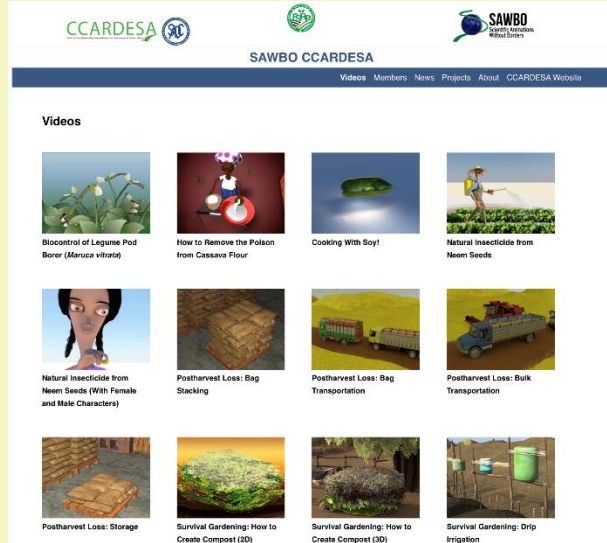 CCARDESA
SAWBO
Scientific Animations
Without Borders
SAWBO CCARDESA
Videos Members News Projects About CCARDESA Website
Videos
Biocontrol of Legume Pod
Borer (Maruca vitrata)
How to Remove the Poison
from Cassava Flour
Cooking With Soy!
Natural Insecticide from
Neem Seeds
Natural Insecticide from
Neem Seeds (With Female
and Male Characters)
Postharvest Loss: Bag
Stacking
Postharvest Loss: Bag
Transportation
Postharvest Loss: Bulk
Transportation
Postharvest Loss: Storage
Survival Gardening: How to
Create Compost (2D)
Survival Gardening: How to
Create Compost (3D)
Survival Gardening: Drip
Irrigation